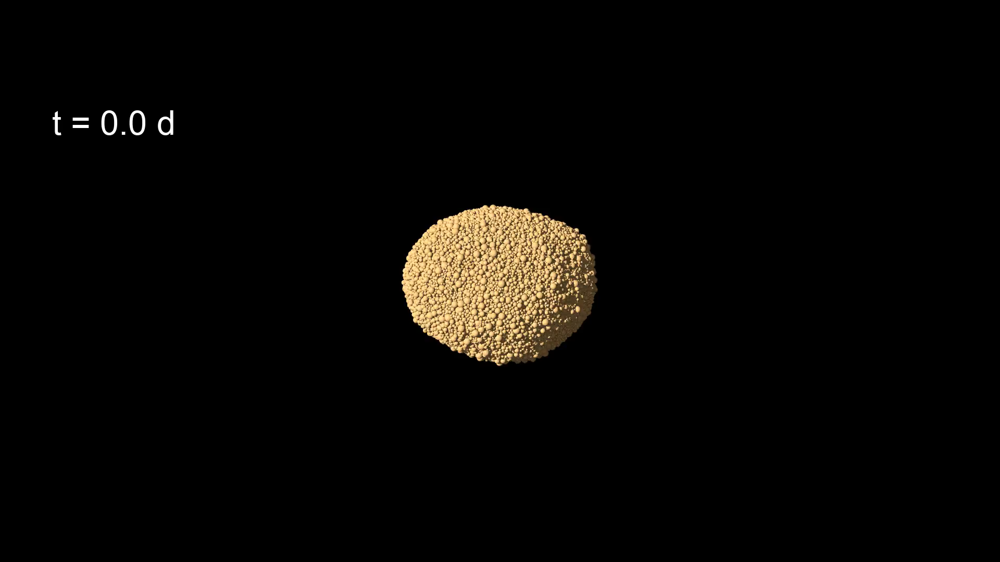 t = 0.0 d